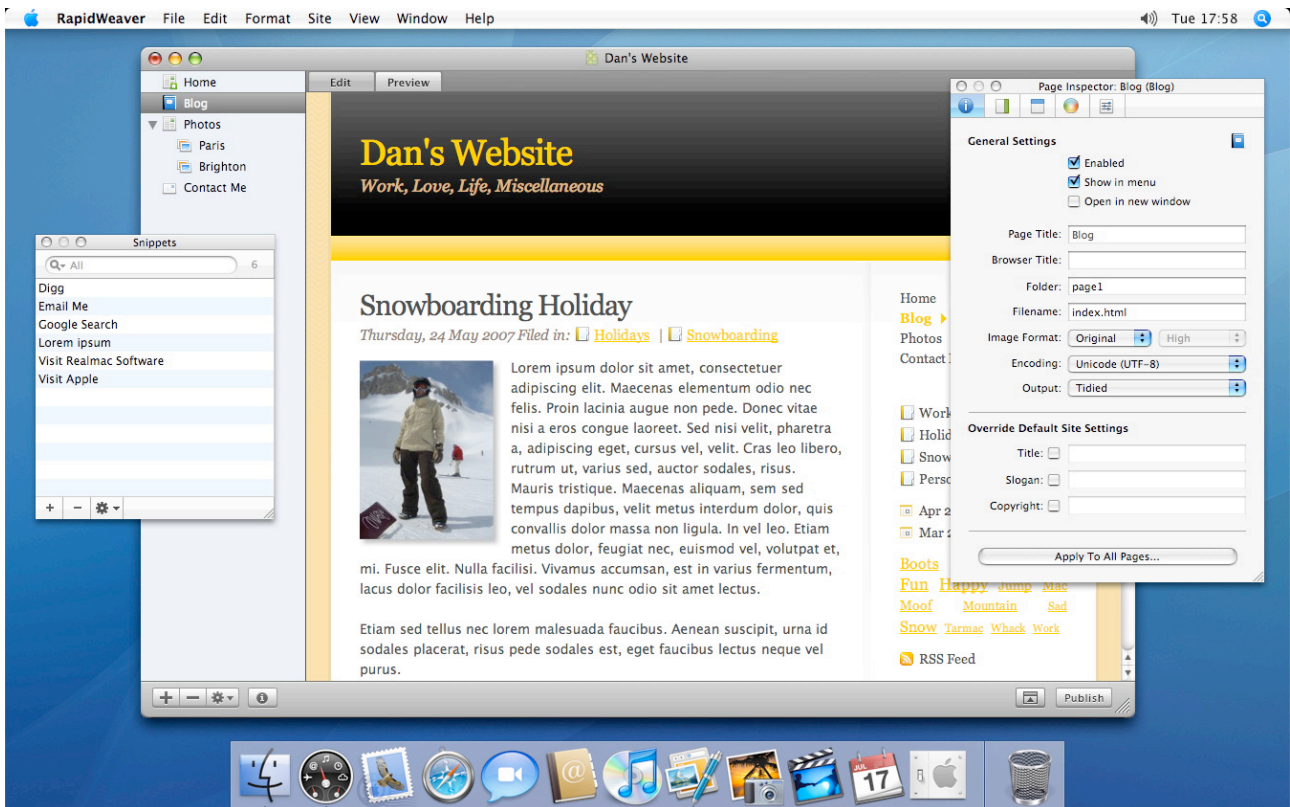 RapidWeaver File Edit Format Site View Window Help
Tue 17:58
Dan's Website
Home
Blog
Photos
Paris
Brighton
Contact Me
Edit Preview
Dan's Website
Work, Love, Life, Miscellaneous
Snowboarding Holiday
Thursday, 24 May 2007 Filed in: Holidays | Snowboarding
Lorem ipsum dolor sit amet, consectetuer
adipiscing elit. Maecenas elementum odio nec
felis. Proin lacinia augue non pede. Donec vitae
nisi a eros congue laoreet. Sed nisi velit, pharetra
a, adipiscing eget, cursus vel, velit. Cras leo libero,
rutrum ut, varius sed, auctor sodales, risus.
Mauris tristique. Maecenas aliquam, sem sed
tempus dapibus, velit metus interdum dolor, quis
convallis dolor massa non ligula. In vel leo. Etiam
metus dolor, feugiat nec, euismod vel, volutpat et,
mi. Fusce elit. Nulla facilisi. Vivamus accumsan, est in varius fermentum,
lacus dolor facilisis leo, vel sodales nunc odio sit amet lectus.
Etiam sed tellus nec lorem malesuada faucibus. Aenean suscipit, urna id
sodales placerat, risus pede sodales est, eget faucibus lectus neque vel
purus.
Home
Blog
Photos
Contact
Work
Holid
Snow
Perso
Apr 2
Mar 2
Boots
Fun Happy Jump Mac
Moof Mountain Sad
Snow Tarmac Whack Work
RSS Feed
Publish
Snippets
All 6
Digg
Email Me
Google Search
Lorem ipsum
Visit Realmac Software
Visit Apple
Page Inspector: Blog (Blog)
General Settings
Enabled
Show in menu
Open in new window
Page Title: Blog
Browser Title:
Folder: page1
Filename: index.html
Image Format: Original High
Encoding: Unicode (UTF-8)
Output: Tidied
Override Default Site Settings
Title:
Slogan:
Copyright:
Apply To All Pages...
JUL
17